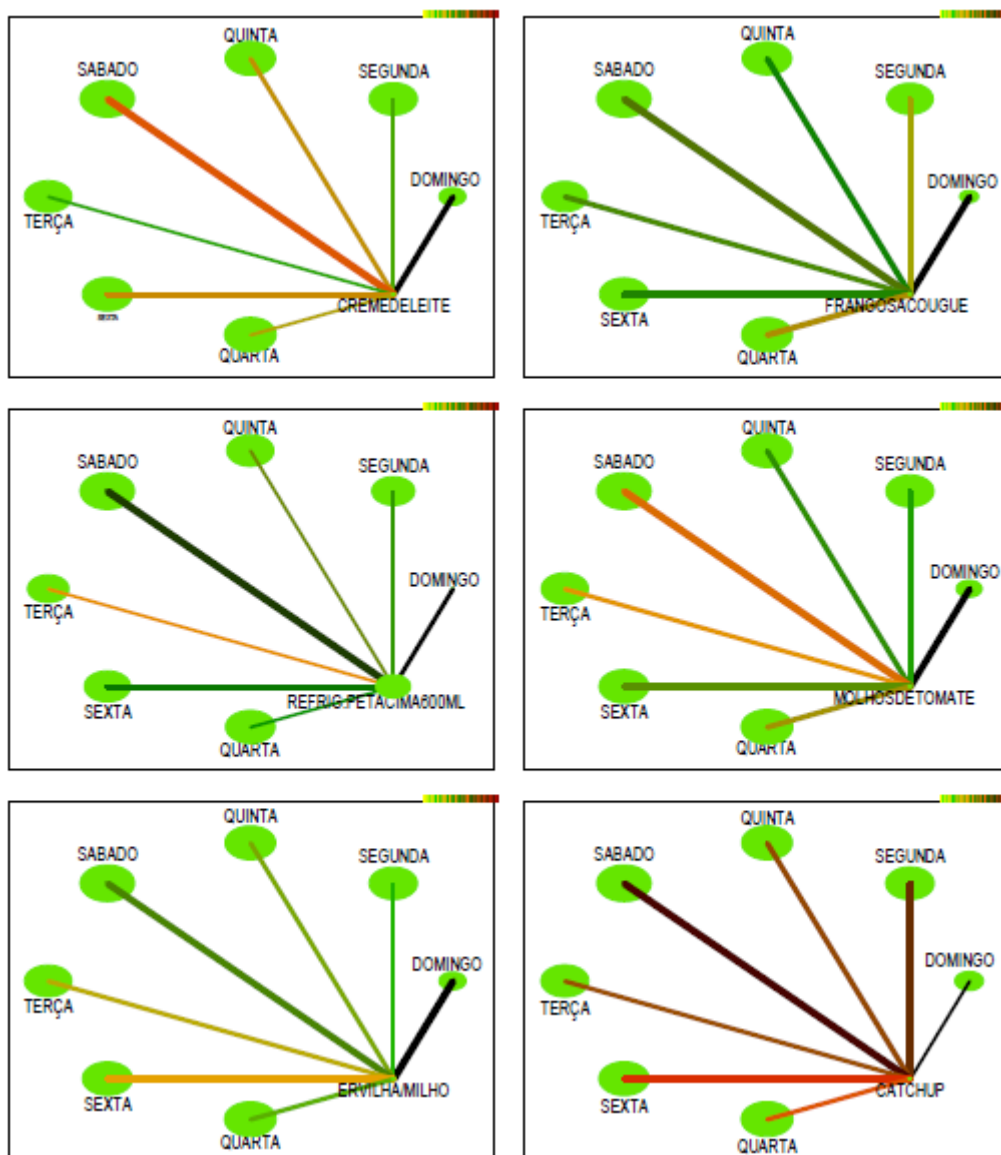 QUINTA
SABADO
SEGUNDA
DOMINGO
TERÇA
CREMEDELEITE
QUARTA
QUINTA
SABADO
SEGUNDA
DOMINGO
TERÇA
FRANGOSACOUGUE
SEXTA
QUARTA
QUINTA
SABADO
SEGUNDA
DOMINGO
TERÇA
REFRIG.PETACIMA600ML
SEXTA
QUARTA
QUINTA
SABADO
SEGUNDA
DOMINGO
TERÇA
MOLHOSDETOMATE
SEXTA
QUARTA
QUINTA
SABADO
SEGUNDA
DOMINGO
TERÇA
ERVILHA/MILHO
SEXTA
QUARTA
QUINTA
SABADO
SEGUNDA
DOMINGO
TERÇA
CATCHUP
SEXTA
QUARTA